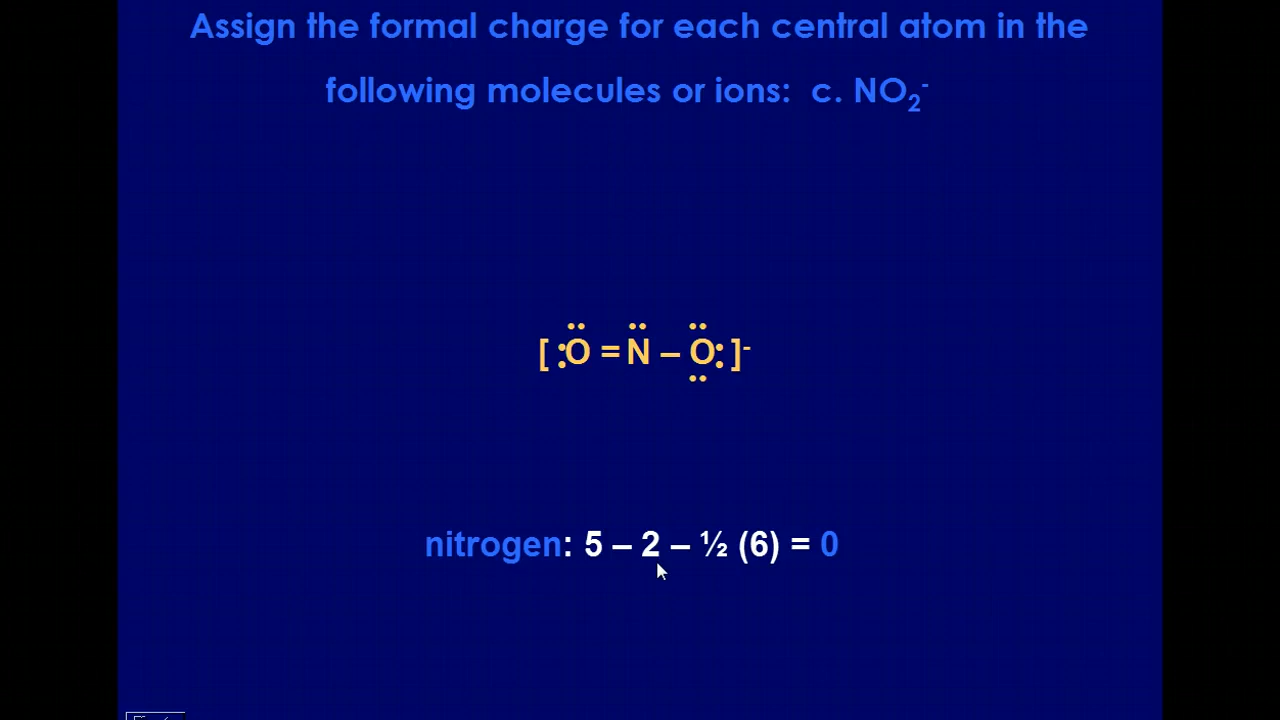 Assign the formal charge for each central atom in the
following molecules or ions: c. NO₂⁻
[ :Ö = N̈ – Ö̤: ]⁻
nitrogen: 5 – 2 – ½ (6) = 0